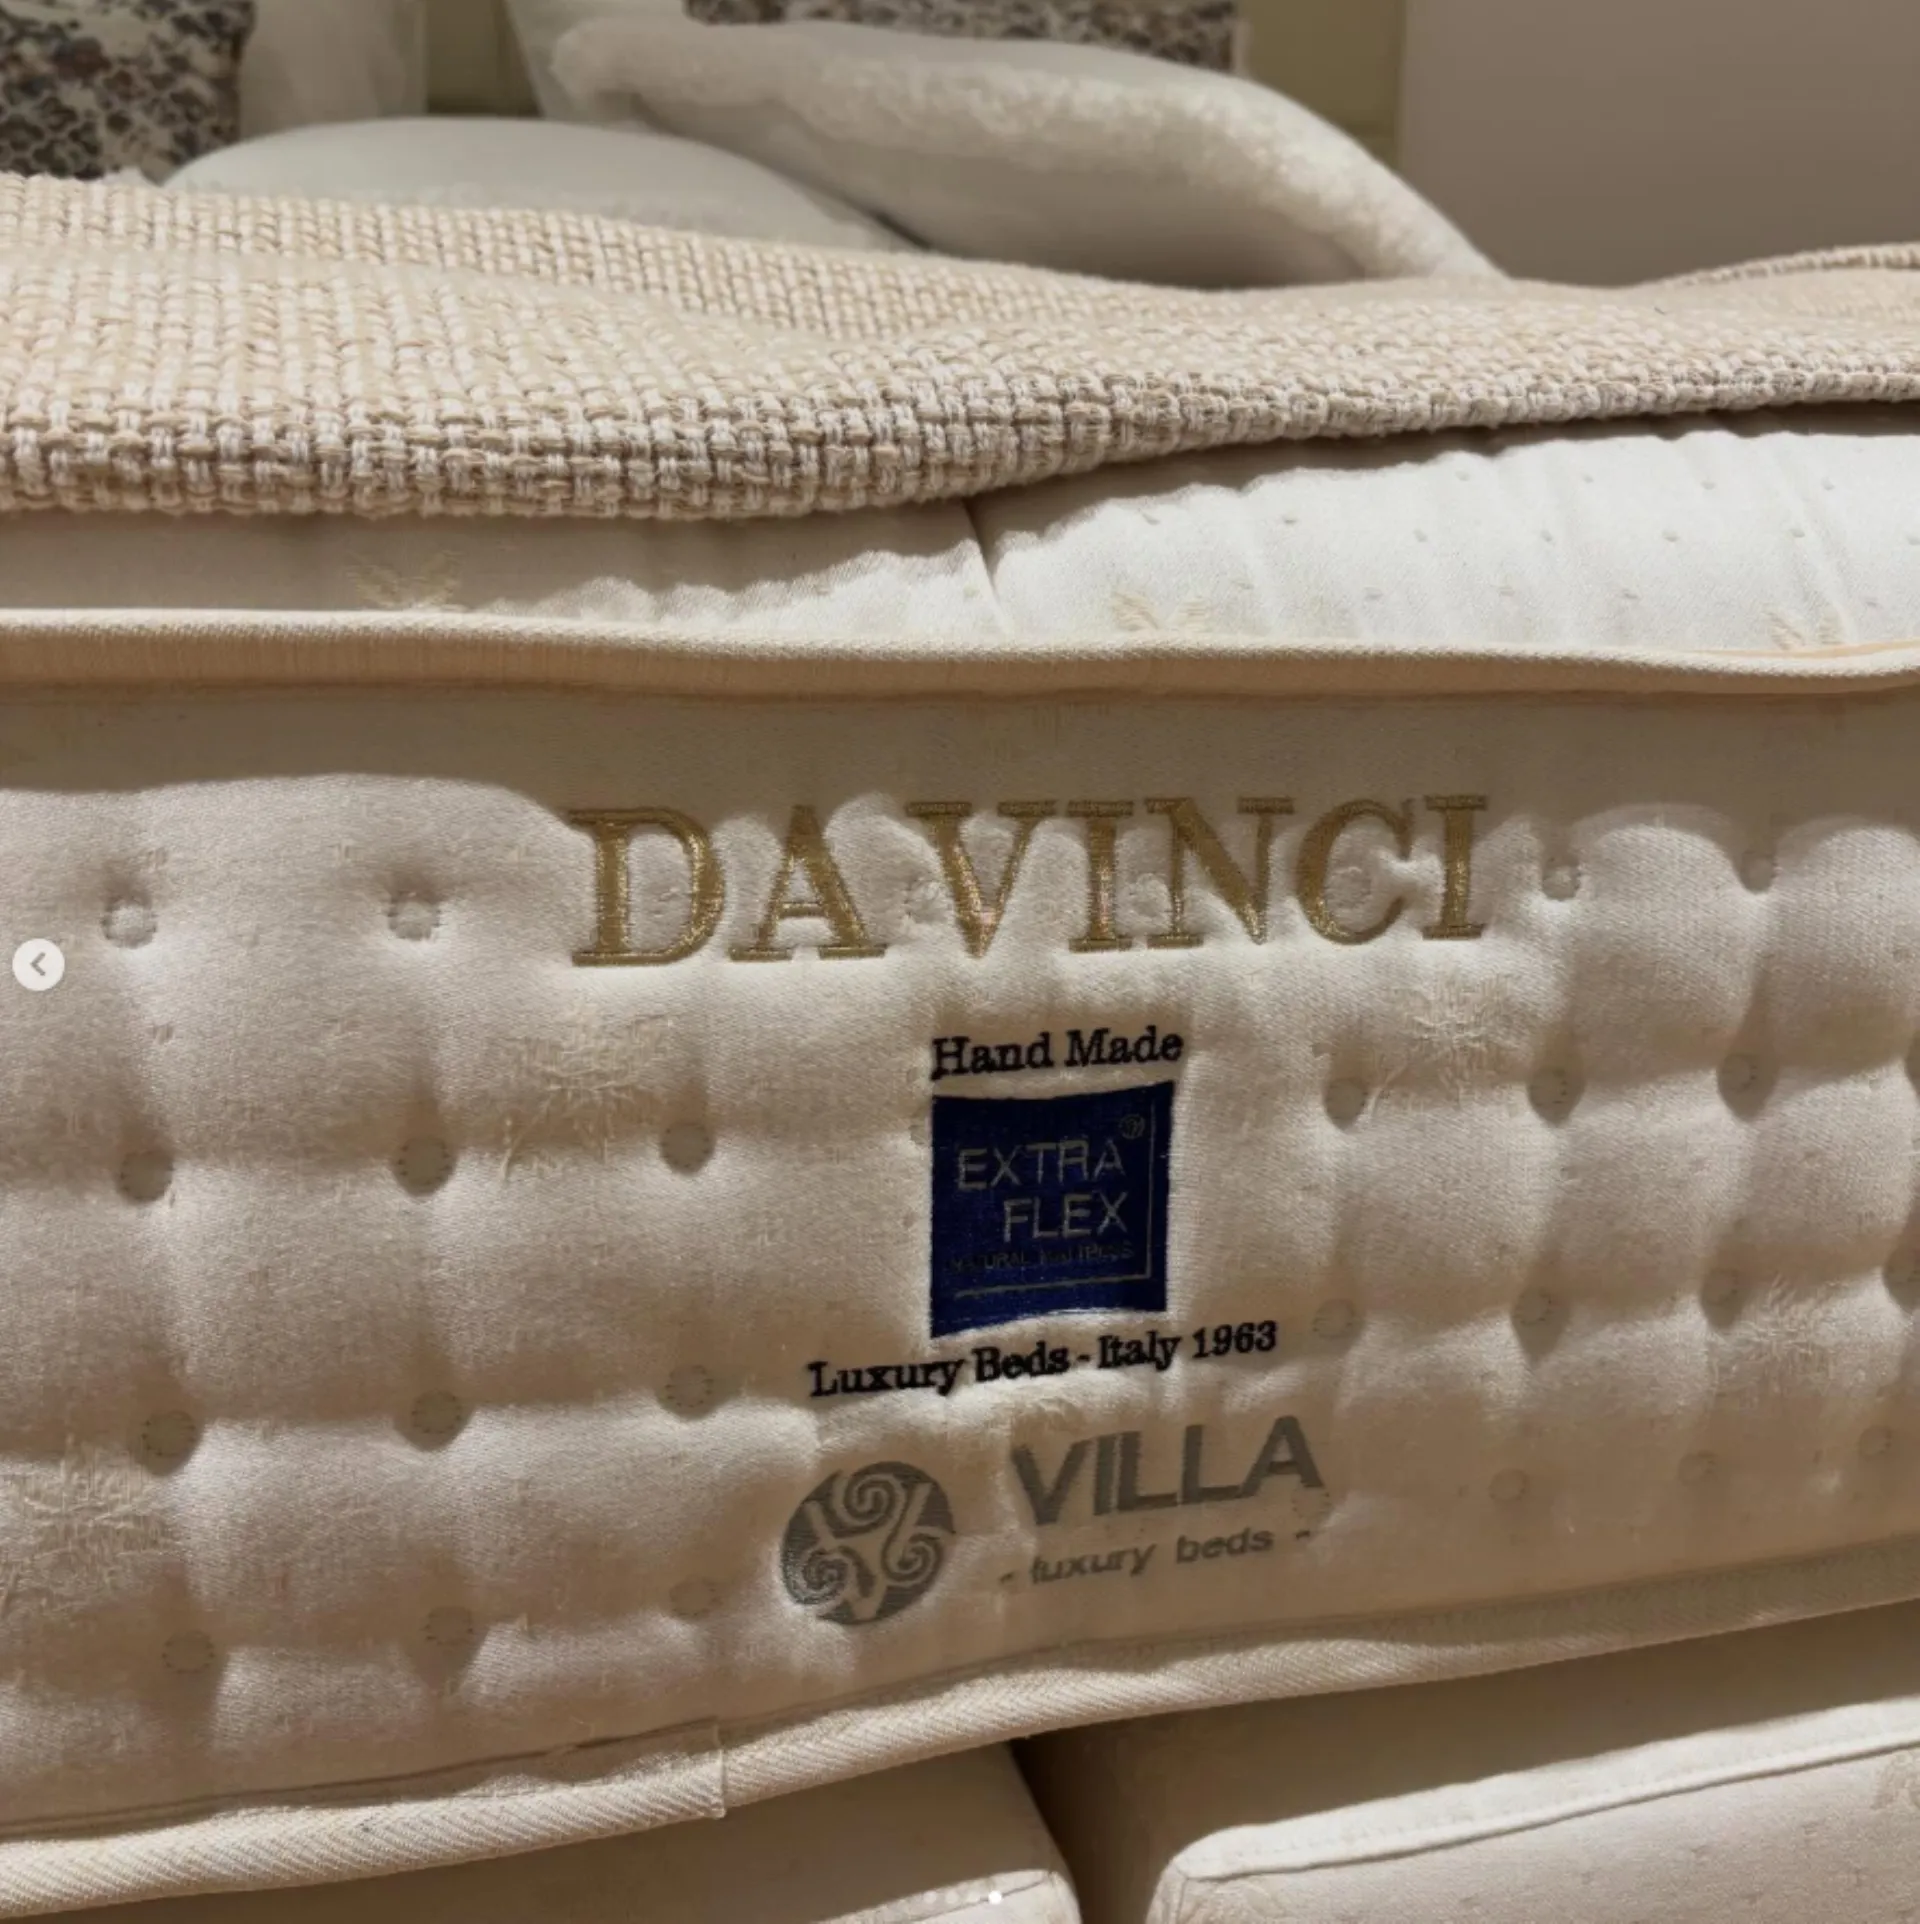 DA VINCI
Hand Made
EXTRA ®
FLEX
Luxury Beds - Italy 1963
VILLA
- luxury beds -